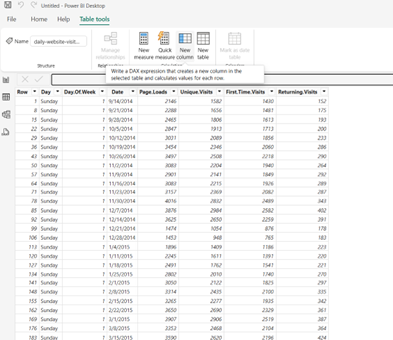 Untitled - Power BI Desktop
File Home Help Table tools
Name daily-website-visit...
Manage relationships
New measure
Quick measure
New column
New table
Mark as date table
Structure
Write a DAX expression that creates a new column in the
selected table and calculates values for each row.
Row Day Day.Of.Week Date Page.Loads Unique.Visits First.Time.Visits Returning.Visits
1 Sunday 1 9/14/2014 2146 1582 1430 152
8 Sunday 1 9/21/2014 2288 1656 1481 175
15 Sunday 1 9/28/2014 2465 1806 1613 193
22 Sunday 1 10/5/2014 2847 1913 1713 200
29 Sunday 1 10/12/2014 3031 2089 1856 233
36 Sunday 1 10/19/2014 3454 2346 2060 286
43 Sunday 1 10/26/2014 3497 2508 2218 290
50 Sunday 1 11/2/2014 3083 2204 1940 264
57 Sunday 1 11/9/2014 2901 2141 1849 292
64 Sunday 1 11/16/2014 3083 2215 1926 289
71 Sunday 1 11/23/2014 3157 2369 2082 287
78 Sunday 1 11/30/2014 4016 2832 2489 343
85 Sunday 1 12/7/2014 3876 2984 2582 402
92 Sunday 1 12/14/2014 3625 2650 2259 391
99 Sunday 1 12/21/2014 1474 1054 876 178
106 Sunday 1 12/28/2014 1453 948 765 183
113 Sunday 1 1/4/2015 1896 1409 1186 223
120 Sunday 1 1/11/2015 2245 1611 1391 220
127 Sunday 1 1/18/2015 2491 1762 1541 221
134 Sunday 1 1/25/2015 2802 2010 1740 270
141 Sunday 1 2/1/2015 3050 2122 1825 297
148 Sunday 1 2/8/2015 3314 2435 2100 335
155 Sunday 1 2/15/2015 3265 2277 1935 342
162 Sunday 1 2/22/2015 3650 2690 2329 361
169 Sunday 1 3/1/2015 3907 2906 2519 387
176 Sunday 1 3/8/2015 3353 2468 2104 364
183 Sunday 1 3/15/2015 3590 2620 2196 424